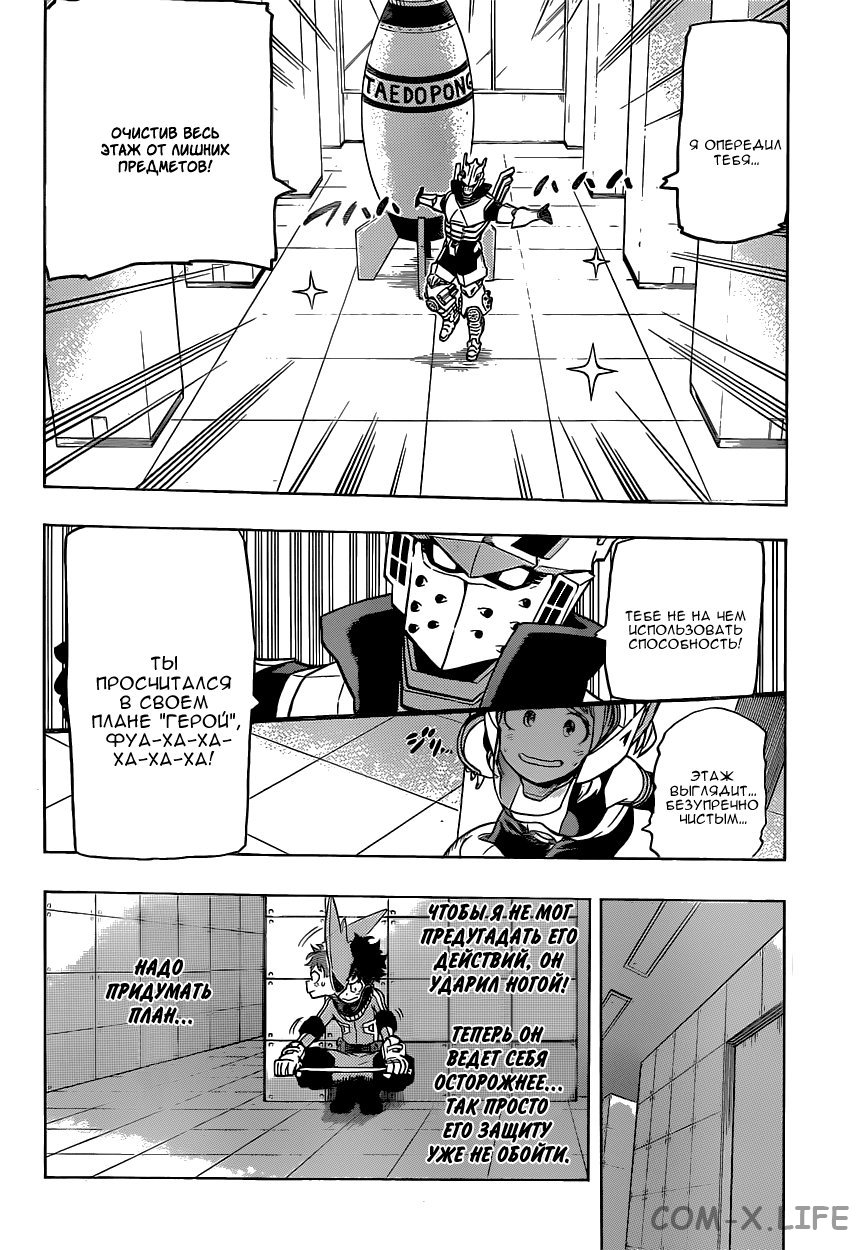 Я ОПЕРЕДИЛ
ТЕБЯ...
ОЧИСТИВ ВЕСЬ
ЭТАЖ ОТ ЛИШНИХ
ПРЕДМЕТОВ!
TAEDOPONG
ТЕБЕ НЕ НА ЧЕМ
ИСПОЛЬЗОВАТЬ
СПОСОБНОСТЬ!
ТЫ
ПРОСЧИТАЛСЯ
В СВОЕМ
ПЛАНЕ "ГЕРОЙ",
ФУА-ХА-ХА-
ХА-ХА-ХА!
ЭТАЖ
ВЫГЛЯДИТ...
БЕЗУПРЕЧНО
ЧИСТЫМ...
ЧТОБЫ Я НЕ МОГ
ПРЕДУГАДАТЬ ЕГО
ДЕЙСТВИЙ, ОН
УДАРИЛ НОГОЙ!
ТЕПЕРЬ ОН
ВЕДЕТ СЕБЯ
ОСТОРОЖНЕЕ...
ТАК ПРОСТО
ЕГО ЗАЩИТУ
УЖЕ НЕ ОБОЙТИ.
НАДО
ПРИДУМАТЬ
ПЛАН...
COM-X.LIFE